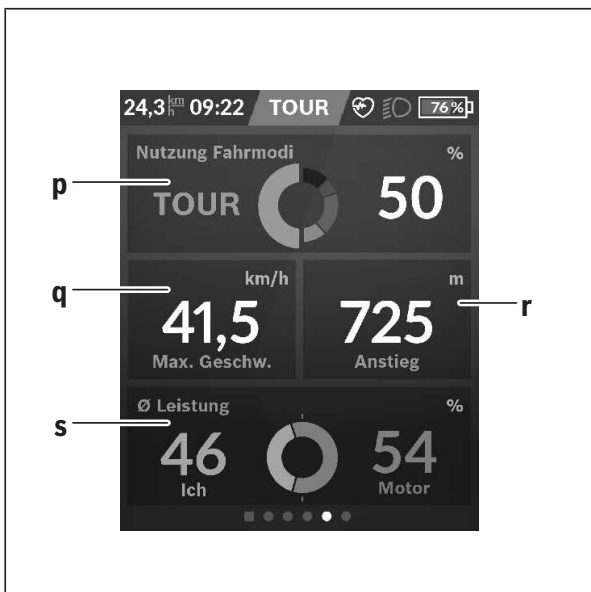 24,3 km/h 09:22 TOUR 76 %
Nutzung Fahrmodi %
p
TOUR 50
q
km/h
m
41,5
725
r
Max. Geschw.
Anstieg
Ø Leistung %
s
46 54
Ich Motor